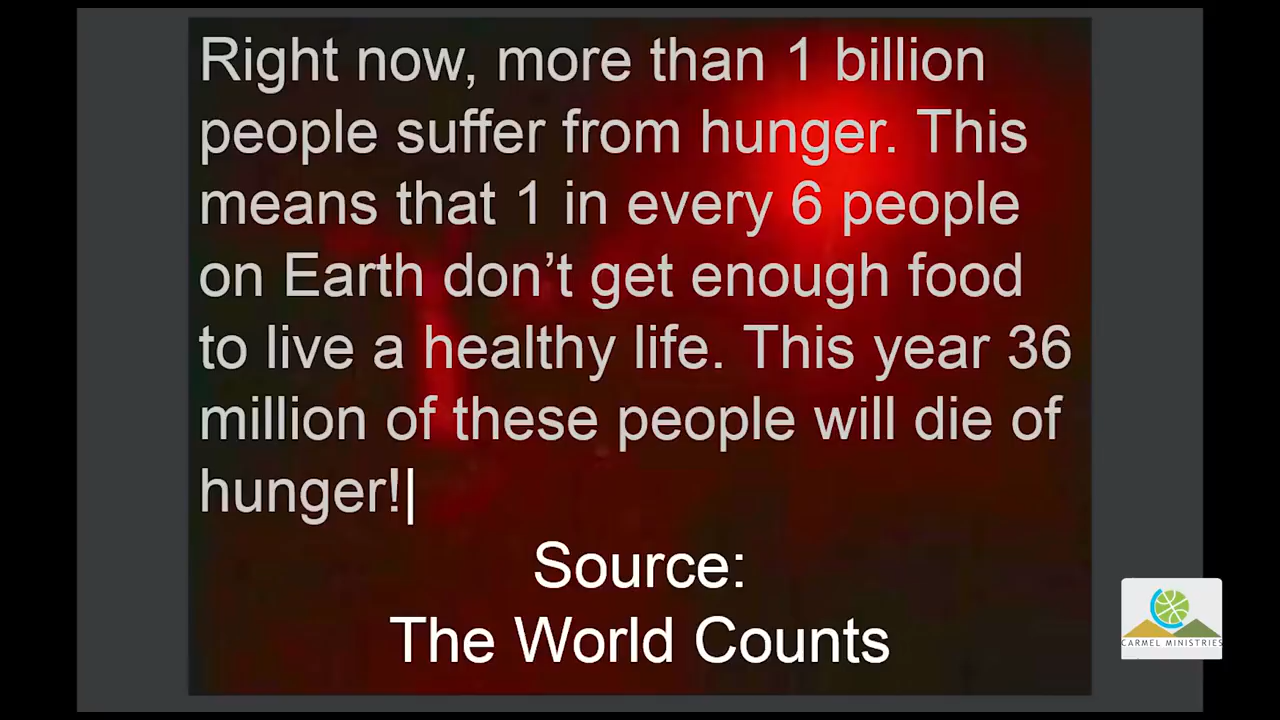 Right now, more than 1 billion
people suffer from hunger. This
means that 1 in every 6 people
on Earth don’t get enough food
to live a healthy life. This year 36
million of these people will die of
hunger!
Source:
The World Counts
CARMEL MINISTRIES